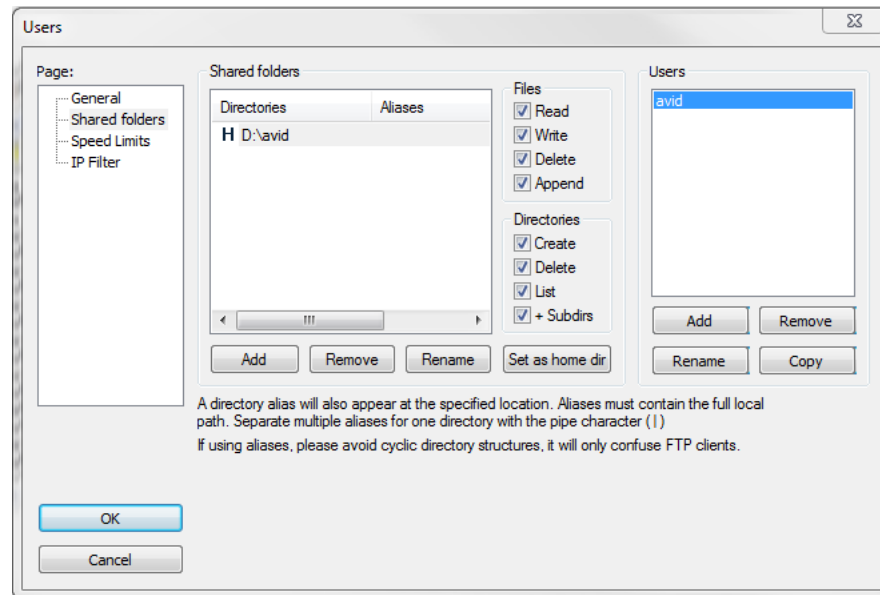 Users
Page:
General
Shared folders
Speed Limits
IP Filter
OK
Cancel
Shared folders
Directories Aliases
H D:\avid
Add Remove Rename Set as home dir
Files
Read
Write
Delete
Append
Directories
Create
Delete
List
+ Subdirs
Users
avid
Add Remove
Rename Copy
A directory alias will also appear at the specified location. Aliases must contain the full local
path. Separate multiple aliases for one directory with the pipe character (|)
If using aliases, please avoid cyclic directory structures, it will only confuse FTP clients.